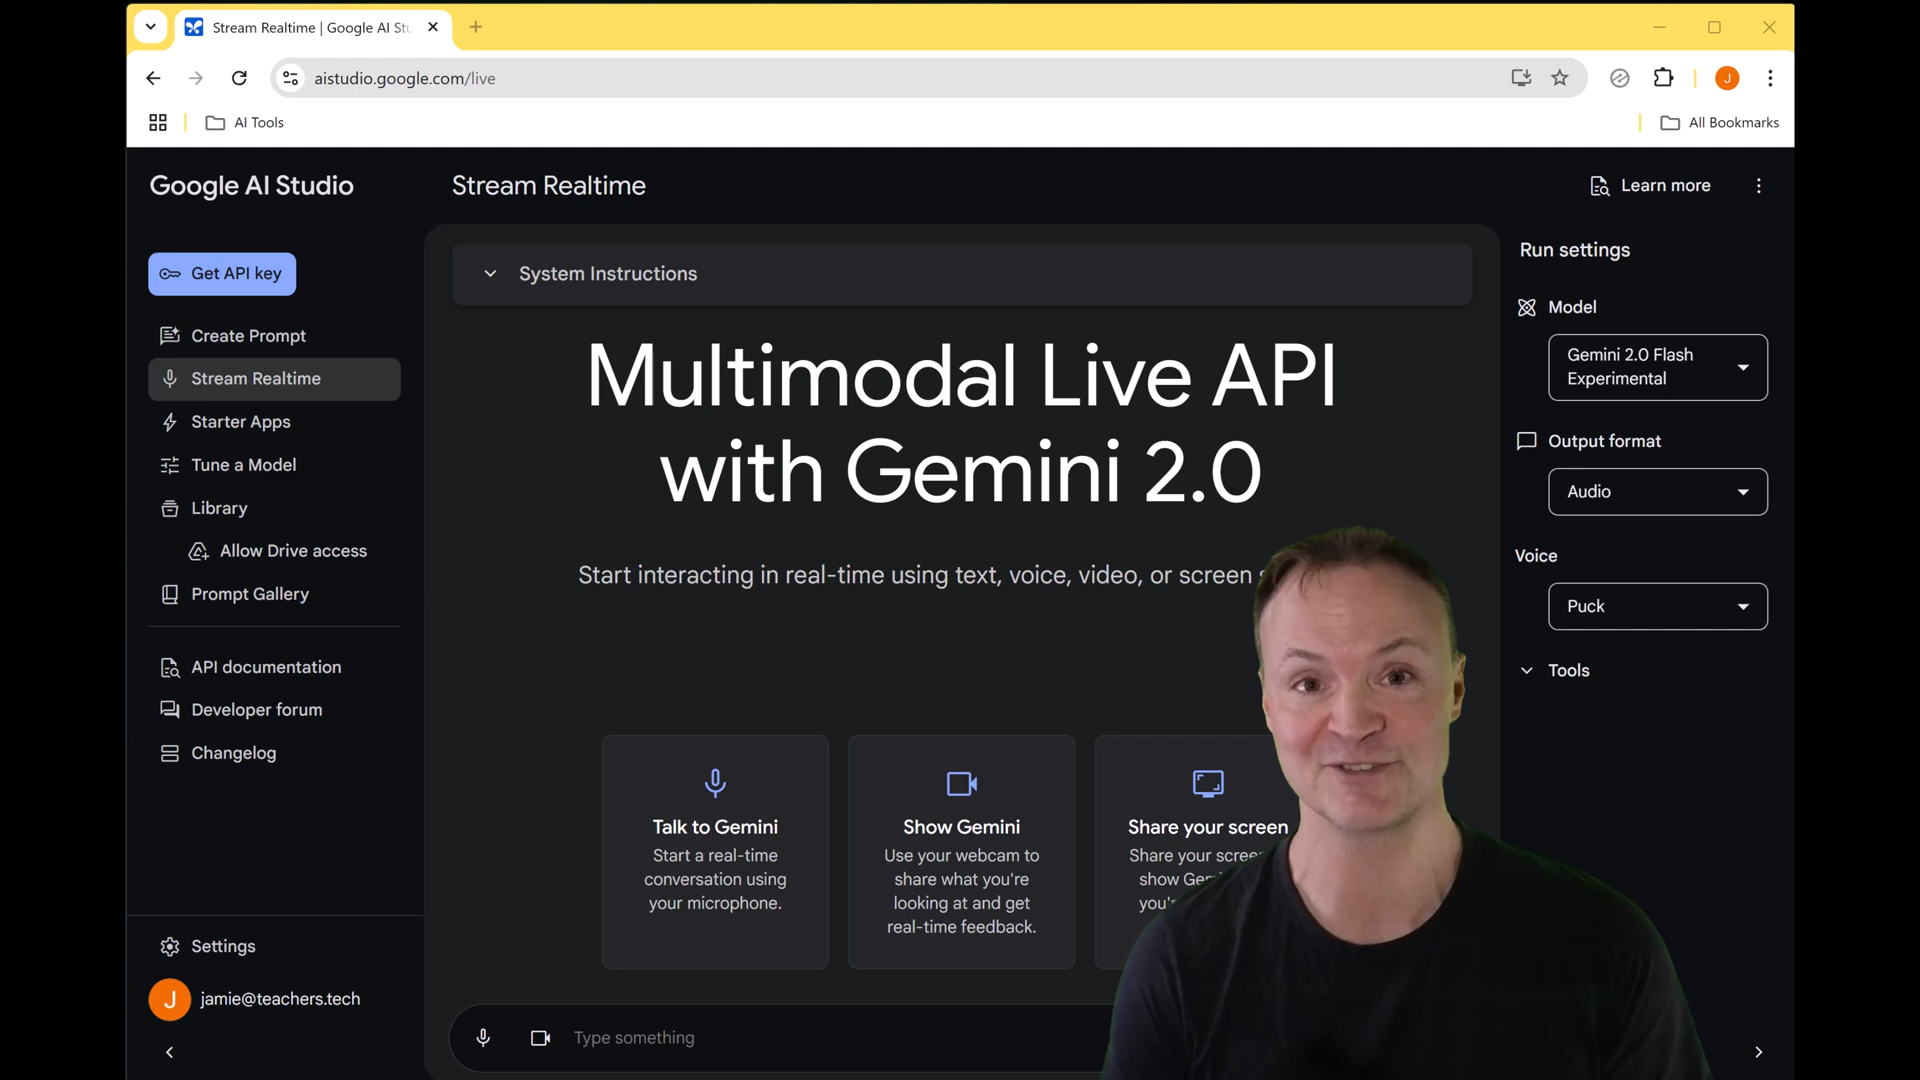 Stream Realtime | Google AI Stu
aistudio.google.com/live
J
AI Tools
All Bookmarks
Google AI Studio
Stream Realtime
Learn more
Get API key
Create Prompt
Stream Realtime
Starter Apps
Tune a Model
Library
Allow Drive access
Prompt Gallery
API documentation
Developer forum
Changelog
Settings
J
jamie@teachers.tech
System Instructions
Multimodal Live API
with Gemini 2.0
Start interacting in real-time using text, voice, video, or screen
Talk to Gemini
Start a real-time
conversation using
your microphone.
Show Gemini
Use your webcam to
share what you're
looking at and get
real-time feedback.
Share your screen
Share your
show
Type something
Run settings
Model
Gemini 2.0 Flash
Experimental
Output format
Audio
Voice
Puck
Tools